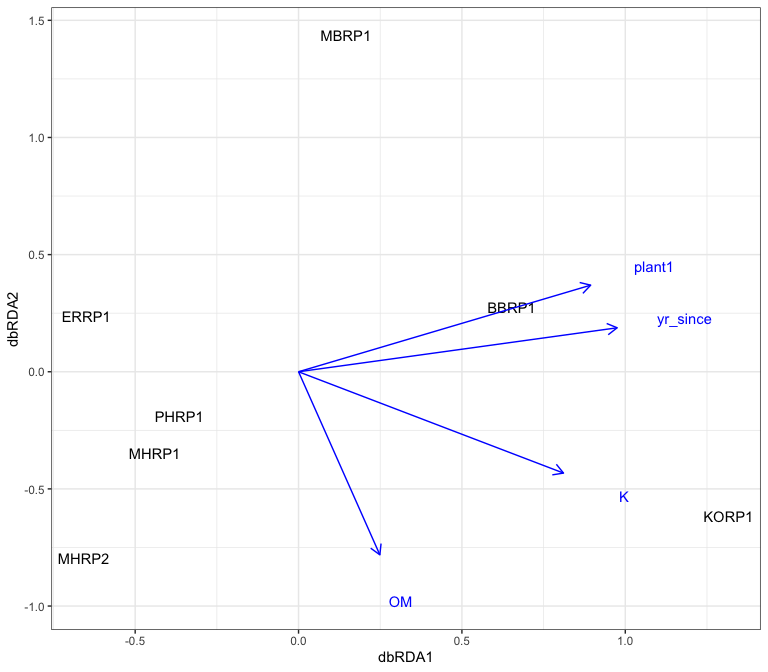 MBRP1
1.5
1.0
0.5
0.0
-0.5
-1.0
dbRDA2
plant1
BBRP1
yr_since
ERRP1
PHRP1
MHRP1
K
KORP1
MHRP2
OM
-0.5
0.0
0.5
1.0
dbRDA1